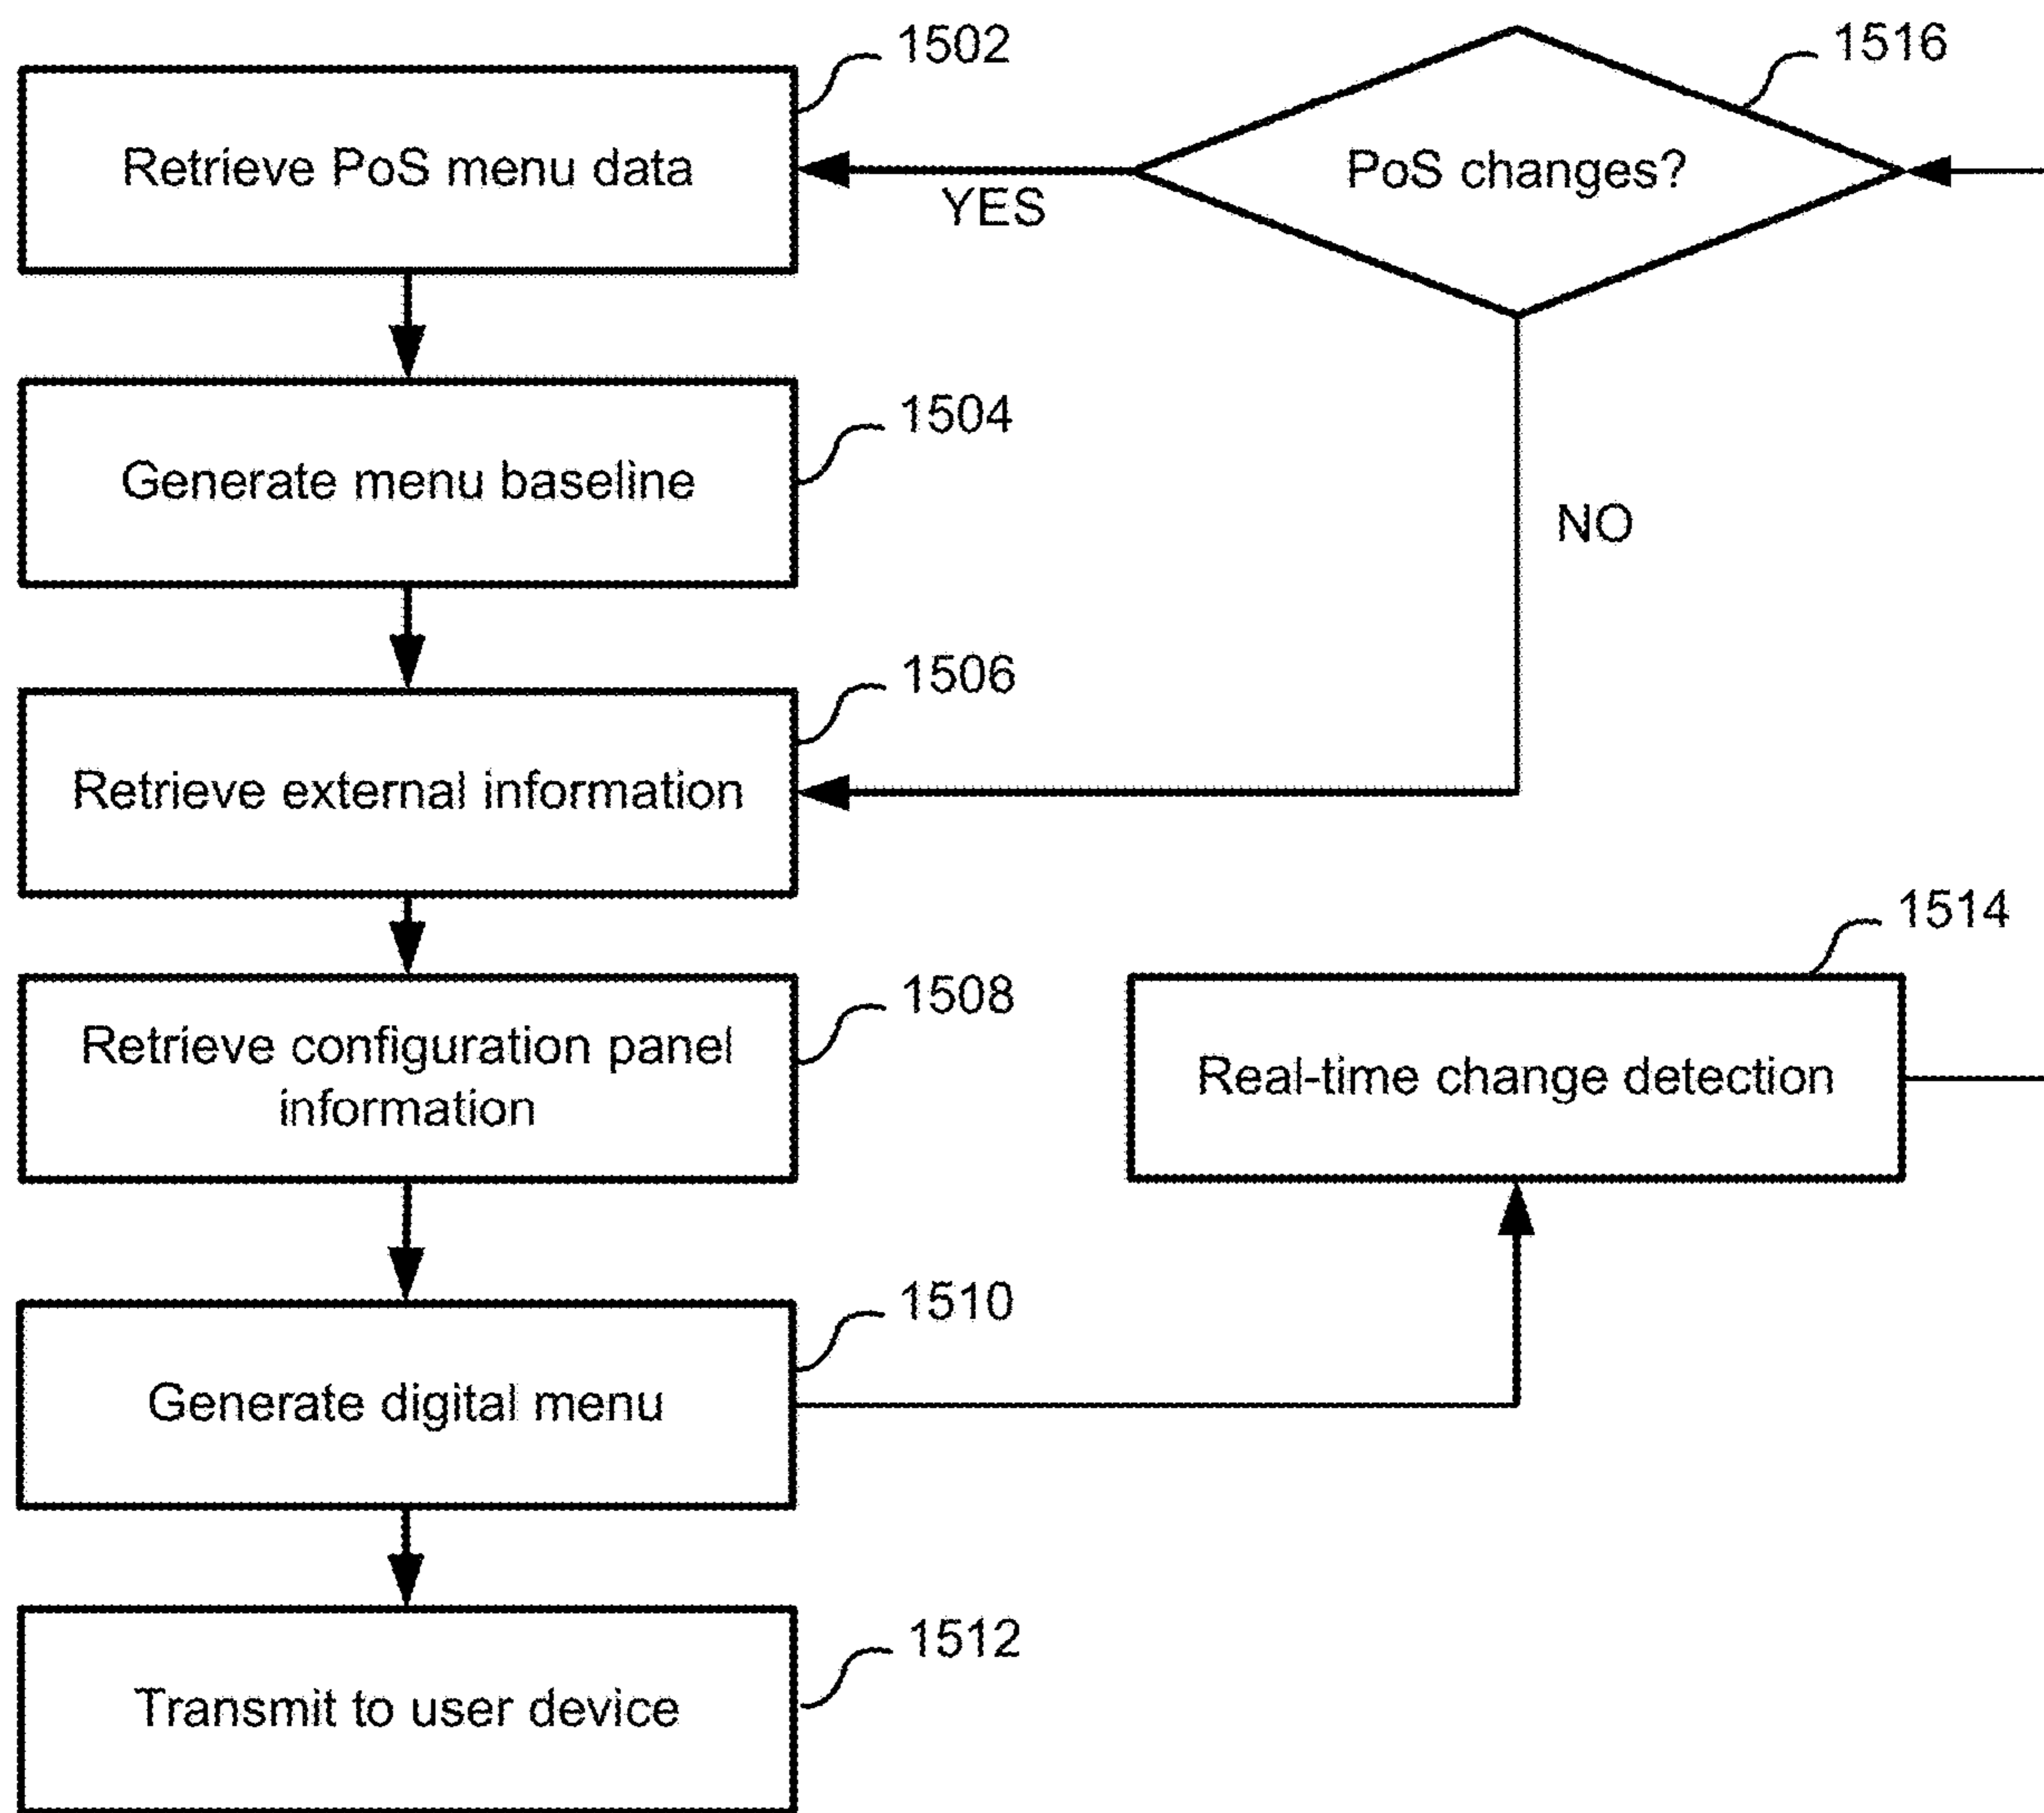 1502
Retrieve PoS menu data
1516
PoS changes?
YES
NO
1504
Generate menu baseline
1506
Retrieve external information
1508
Retrieve configuration panel
information
1514
Real-time change detection
1510
Generate digital menu
1512
Transmit to user device